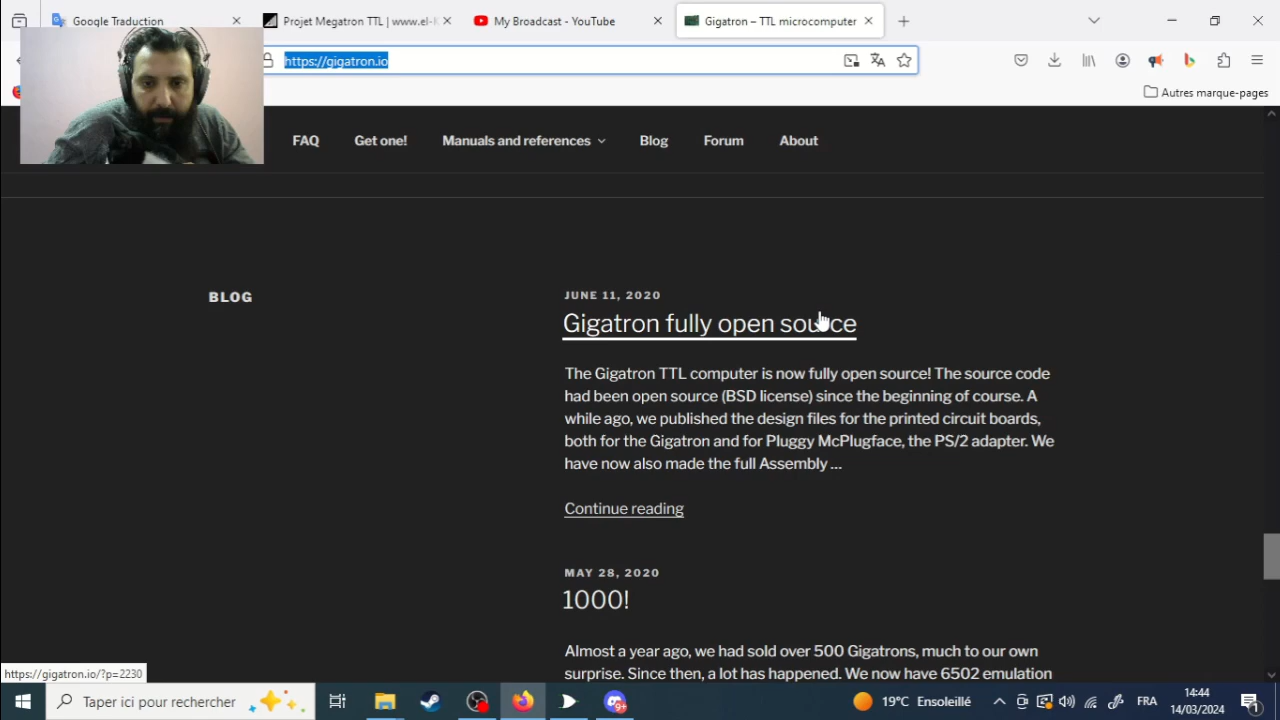 Google Traduction
Projet Megatron TTL | www.el-K
My Broadcast - YouTube
Gigatron – TTL microcomputer
https://gigatron.io
Autres marque-pages
FAQ
Get one!
Manuals and references
Blog
Forum
About
BLOG
JUNE 11, 2020
Gigatron fully open source
The Gigatron TTL computer is now fully open source! The source code
had been open source (BSD license) since the beginning of course. A
while ago, we published the design files for the printed circuit boards,
both for the Gigatron and for Pluggy McPlugface, the PS/2 adapter. We
have now also made the full Assembly ...
Continue reading
MAY 28, 2020
1000!
Almost a year ago, we had sold over 500 Gigatrons, much to our own
surprise. Since then, a lot has happened. We now have 6502 emulation
https://gigatron.io/?p=2230
Taper ici pour rechercher
9+
19°C Ensoleillé
FRA
14:44
14/03/2024
1